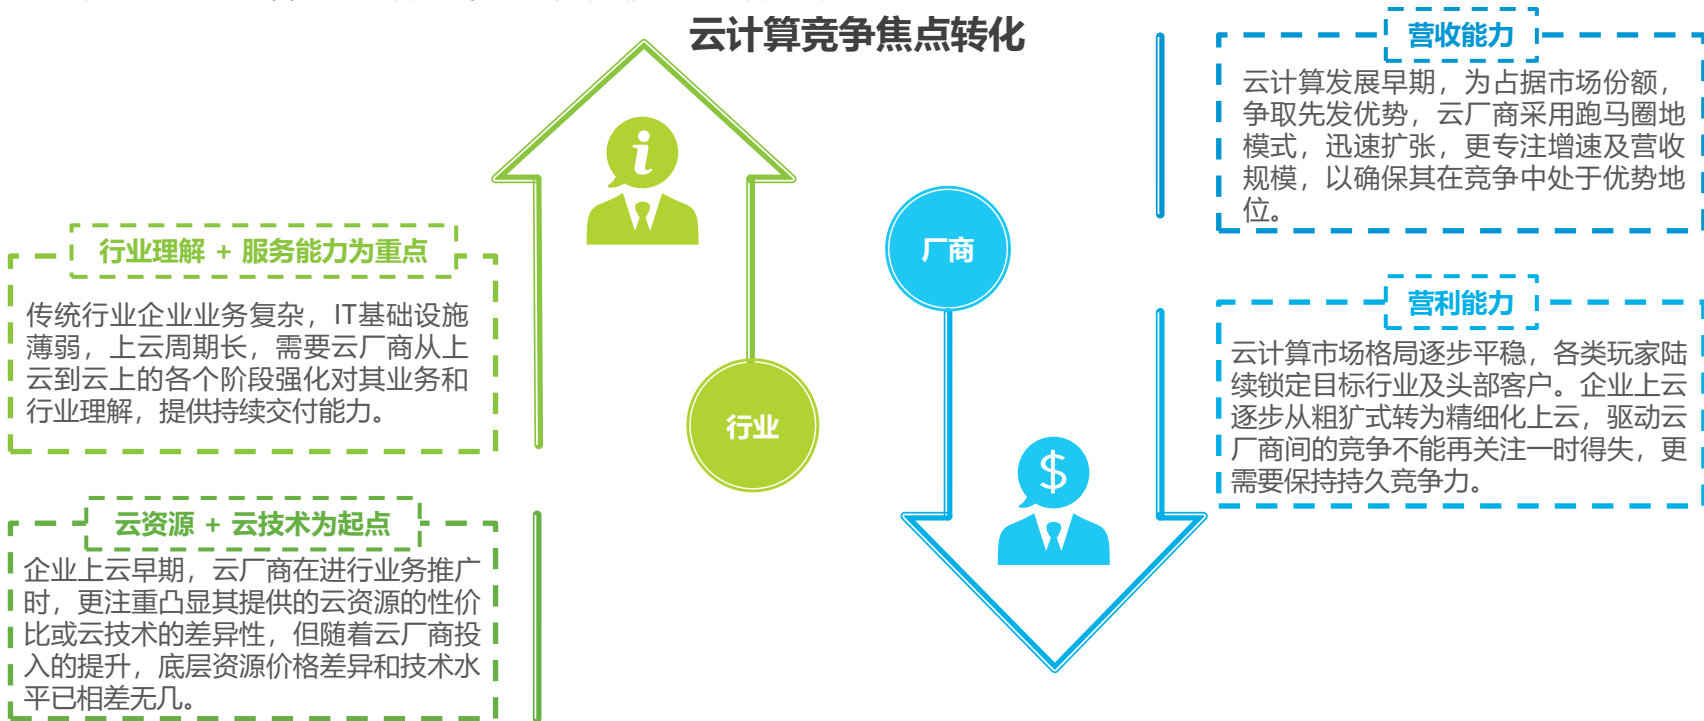 云计算竞争焦点转化
行业理解 + 服务能力为重点
传统行业企业业务复杂，IT基础设施
薄弱，上云周期长，需要云厂商从上
云到云上的各个阶段强化对其业务和
行业理解，提供持续交付能力。
云资源 + 云技术为起点
企业上云早期，云厂商在进行业务推广
时，更注重凸显其提供的云资源的性价
比或云技术的差异性，但随着云厂商投
入的提升，底层资源价格差异和技术水
平已相差无几。
i
行业
厂商
$
营收能力
云计算发展早期，为占据市场份额，
争取先发优势，云厂商采用跑马圈地
模式，迅速扩张，更专注增速及营收
规模，以确保其在竞争中处于优势地
位。
营利能力
云计算市场格局逐步平稳，各类玩家陆
续锁定目标行业及头部客户。企业上云
逐步从粗犷式转为精细化上云，驱动云
厂商间的竞争不能再关注一时得失，更
需要保持持久竞争力。